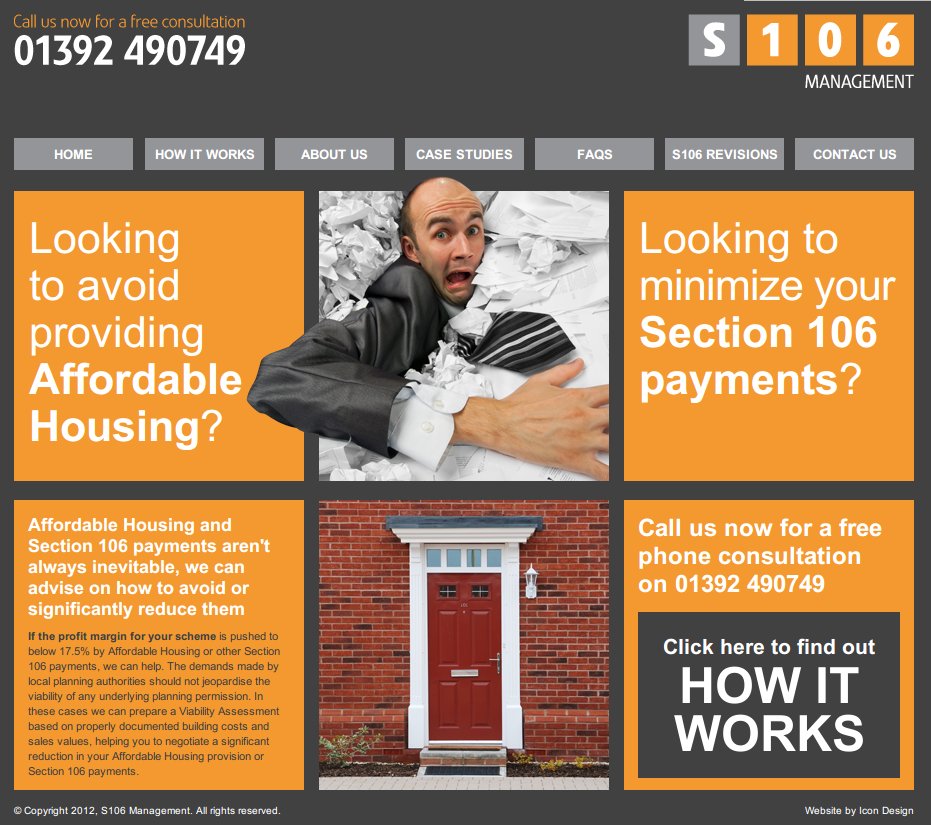 Call us now for a free consultation
01392 490749
S106
MANAGEMENT
HOME
HOW IT WORKS
ABOUT US
CASE STUDIES
FAQS
S106 REVISIONS
CONTACT US
Looking
to avoid
providing
Affordable
Housing?
Looking to
minimize your
Section 106
payments?
Affordable Housing and
Section 106 payments aren't
always inevitable, we can
advise on how to avoid or
significantly reduce them
If the profit margin for your scheme is pushed to
below 17.5% by Affordable Housing or other Section
106 payments, we can help. The demands made by
local planning authorities should not jeopardise the
viability of any underlying planning permission. In
these cases we can prepare a Viability Assessment
based on properly documented building costs and
sales values, helping you to negotiate a significant
reduction in your Affordable Housing provision or
Section 106 payments.
Call us now for a free
phone consultation
on 01392 490749
Click here to find out
HOW IT
WORKS
© Copyright 2012, S106 Management. All rights reserved.
Website by Icon Design